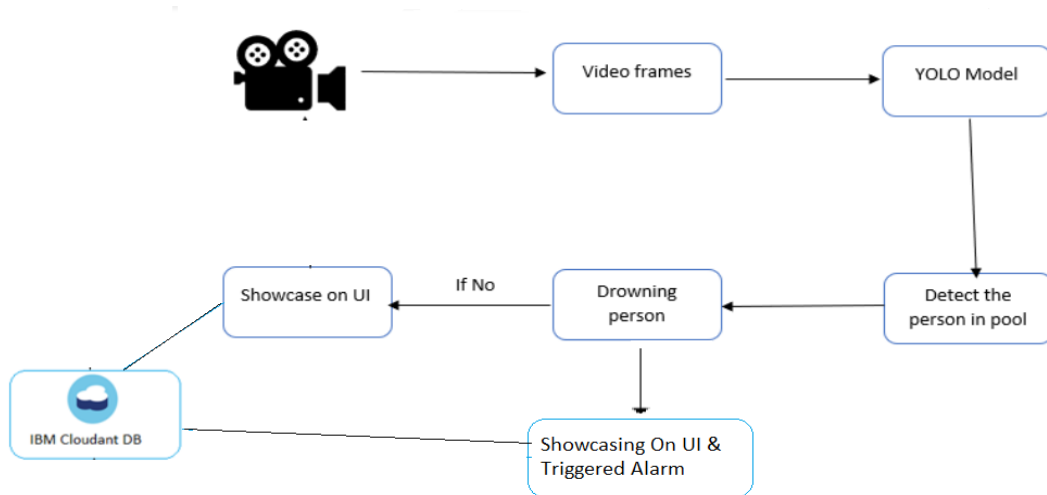 Video frames
YOLO Model
Showcase on UI
If No
Drowning
person
Detect the
person in pool
IBM Cloudant DB
Showcasing On UI &
Triggered Alarm